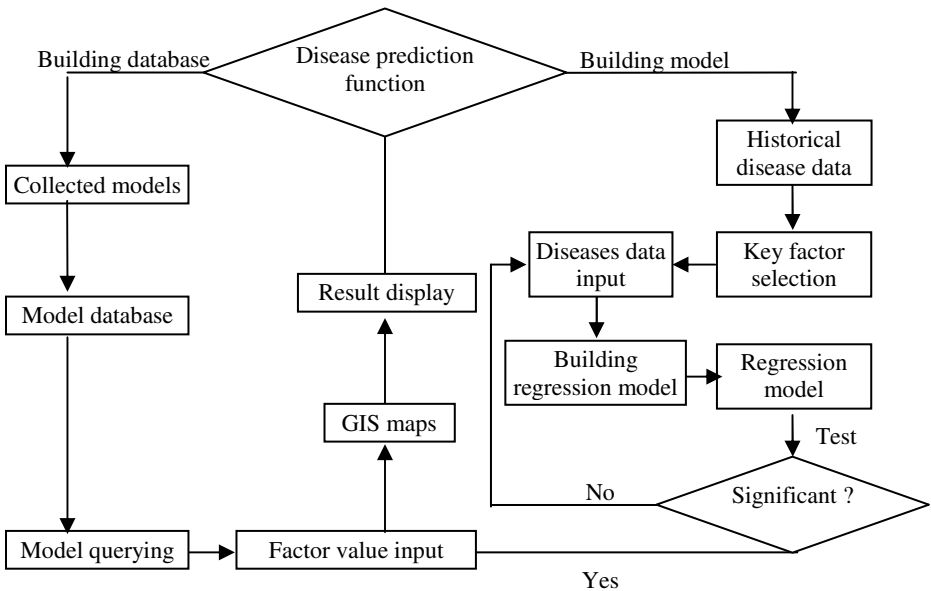 Disease prediction
function
Building database
Building model
Historical
disease data
Collected models
Diseases data
input
Key factor
selection
Result display
Model database
Building
regression model
Regression
model
GIS maps
Test
No
Significant ?
Model querying
Factor value input
Yes